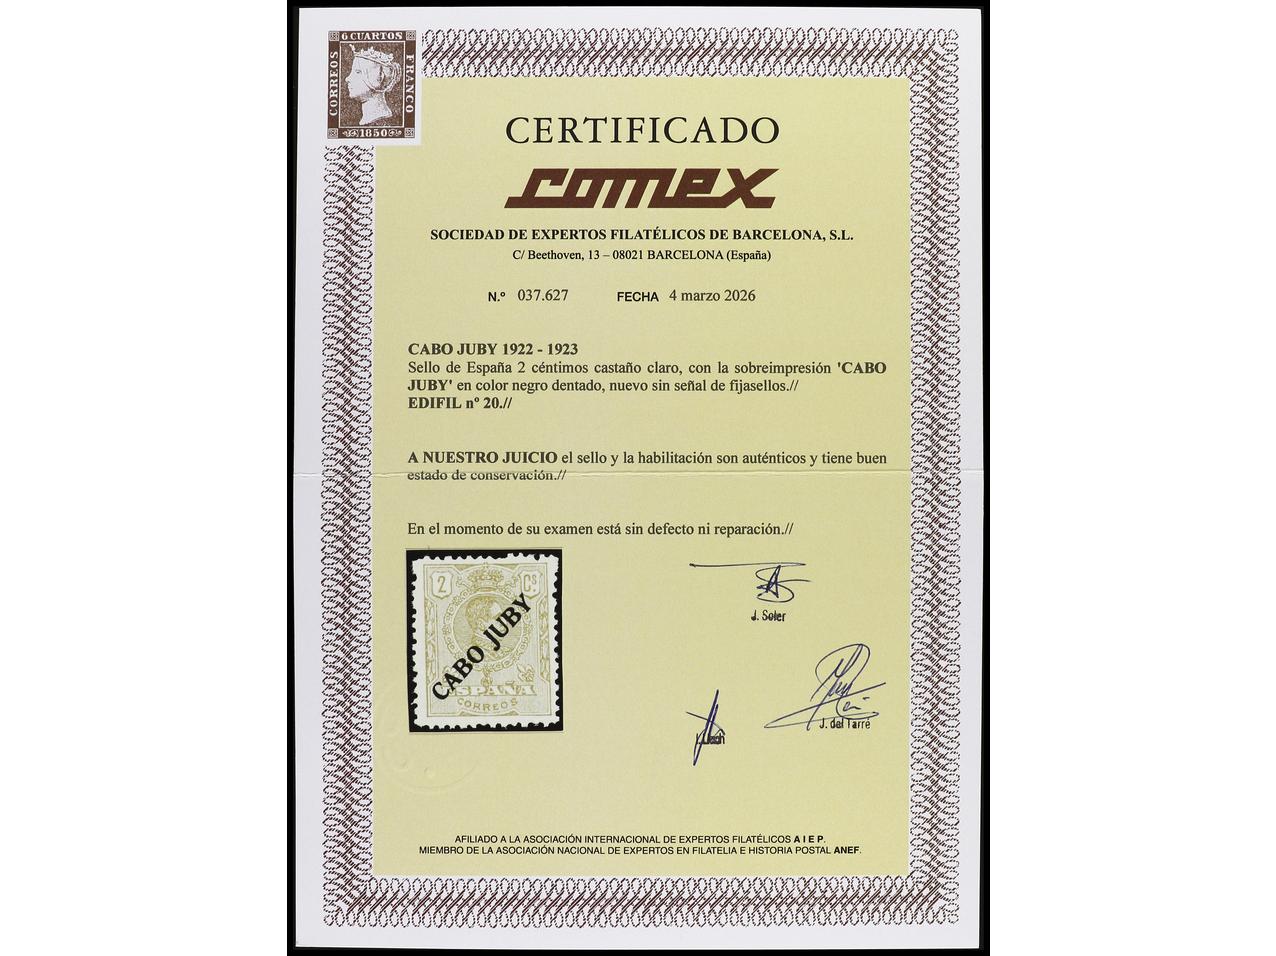 6 CUARTOS
CORREOS
FRANCO
1850
CERTIFICADO
comex
SOCIEDAD DE EXPERTOS FILATÉLICOS DE BARCELONA, S.L.
C/ Beethoven, 13 – 08021 BARCELONA (España)
N.º 037.627 FECHA 4 marzo 2026
CABO JUBY 1922 - 1923
Sello de España 2 céntimos castaño claro, con la sobreimpresión 'CABO
JUBY' en color negro dentado, nuevo sin señal de fijasellos.//
EDIFIL nº 20.//
A NUESTRO JUICIO el sello y la habilitación son auténticos y tiene buen
estado de conservación.//
En el momento de su examen está sin defecto ni reparación.//
2 Cs
CABO JUBY
ESPAÑA
CORREOS
J. Soler
J. del Tarré
AFILIADO A LA ASOCIACIÓN INTERNACIONAL DE EXPERTOS FILATÉLICOS A I E P.
MIEMBRO DE LA ASOCIACIÓN NACIONAL DE EXPERTOS EN FILATELIA E HISTORIA POSTAL ANEF.